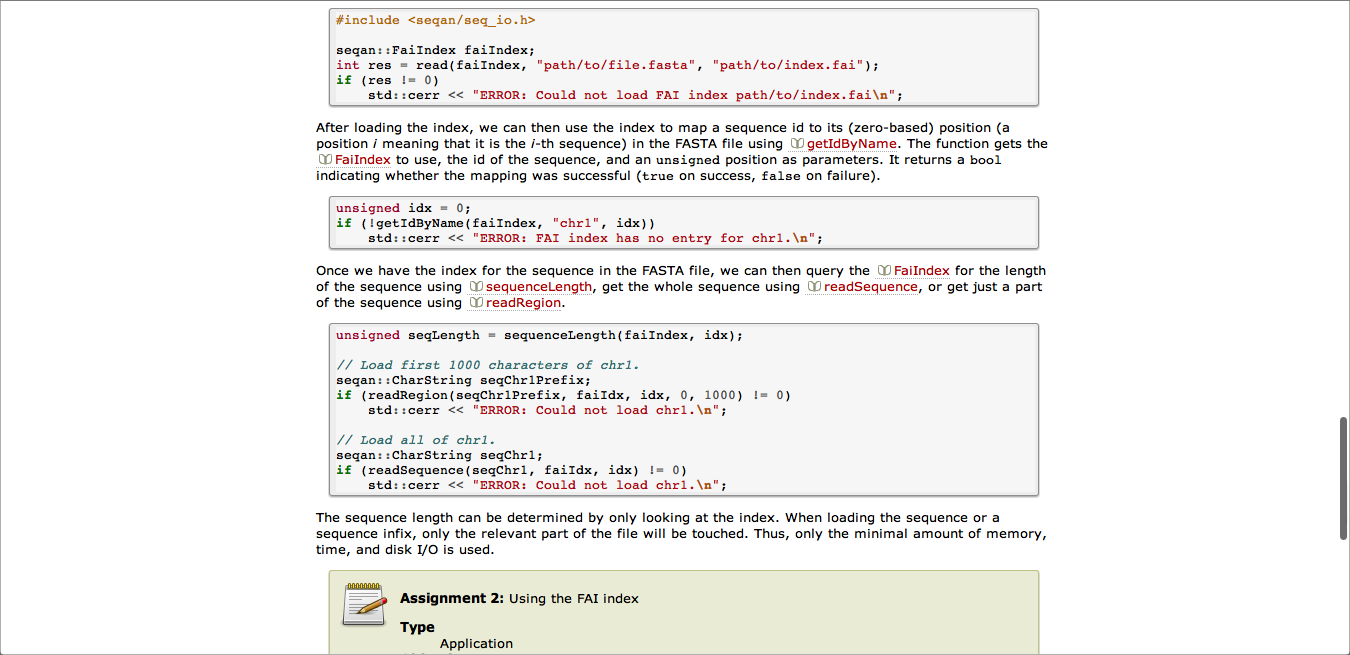 #include <seqan/seq_io.h>
seqan::FaiIndex faiIndex;
int res = read(faiIndex, "path/to/file.fasta", "path/to/index.fai");
if (res != 0)
    std::cerr << "ERROR: Could not load FAI index path/to/index.fai\n";
After loading the index, we can then use the index to map a sequence id to its (zero-based) position (a
position i meaning that it is the i-th sequence) in the FASTA file using getIdByName. The function gets the
FaiIndex to use, the id of the sequence, and an unsigned position as parameters. It returns a bool
indicating whether the mapping was successful (true on success, false on failure).
unsigned idx = 0;
if (!getIdByName(faiIndex, "chr1", idx))
    std::cerr << "ERROR: FAI index has no entry for chr1.\n";
Once we have the index for the sequence in the FASTA file, we can then query the FaiIndex for the length
of the sequence using sequenceLength, get the whole sequence using readSequence, or get just a part
of the sequence using readRegion.
unsigned seqLength = sequenceLength(faiIndex, idx);
// Load first 1000 characters of chr1.
seqan::CharString seqChr1Prefix;
if (readRegion(seqChr1Prefix, faiIdx, idx, 0, 1000) != 0)
    std::cerr << "ERROR: Could not load chr1.\n";
// Load all of chr1.
seqan::CharString seqChr1;
if (readSequence(seqChr1, faiIdx, idx) != 0)
    std::cerr << "ERROR: Could not load chr1.\n";
The sequence length can be determined by only looking at the index. When loading the sequence or a
sequence infix, only the relevant part of the file will be touched. Thus, only the minimal amount of memory,
time, and disk I/O is used.
Assignment 2: Using the FAI index
Type
Application